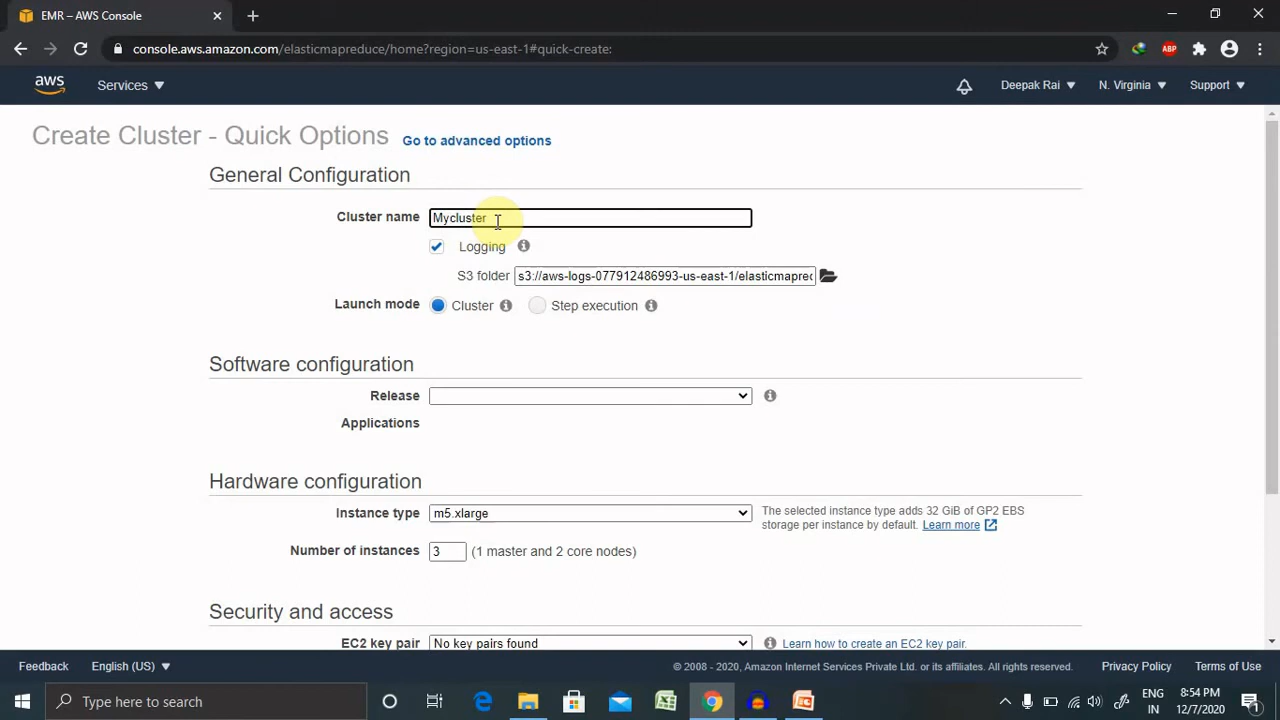 EMR – AWS Console
console.aws.amazon.com/elasticmapreduce/home?region=us-east-1#quick-create:
ABP
aws Services Deepak Rai N. Virginia Support
Create Cluster - Quick Options Go to advanced options
General Configuration
Cluster name Mycluster
Logging
S3 folder s3://aws-logs-077912486993-us-east-1/elasticmapred
Launch mode Cluster Step execution
Software configuration
Release
Applications
Hardware configuration
Instance type m5.xlarge The selected instance type adds 32 GiB of GP2 EBS
storage per instance by default. Learn more
Number of instances 3 (1 master and 2 core nodes)
Security and access
EC2 key pair No key pairs found Learn how to create an EC2 key pair.
Feedback English (US) © 2008 - 2020, Amazon Internet Services Private Ltd. or its affiliates. All rights reserved. Privacy Policy Terms of Use
Type here to search
ENG 8:54 PM
IN 12/7/2020